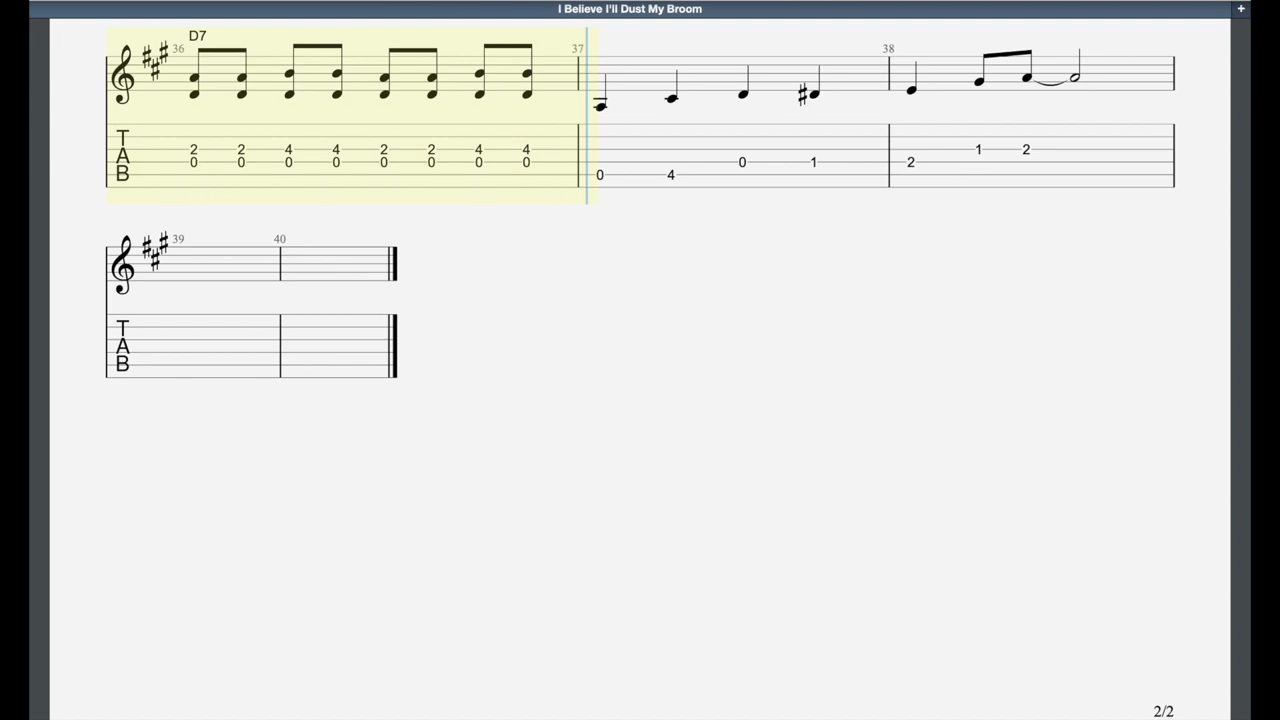 I Believe I'll Dust My Broom
+
D7
36 37 38
T
A
B
2 2 4 4 2 2 4 4 1 2
0 0 0 0 0 0 0 0 0 1 2
0 4
39 40
T
A
B
2/2